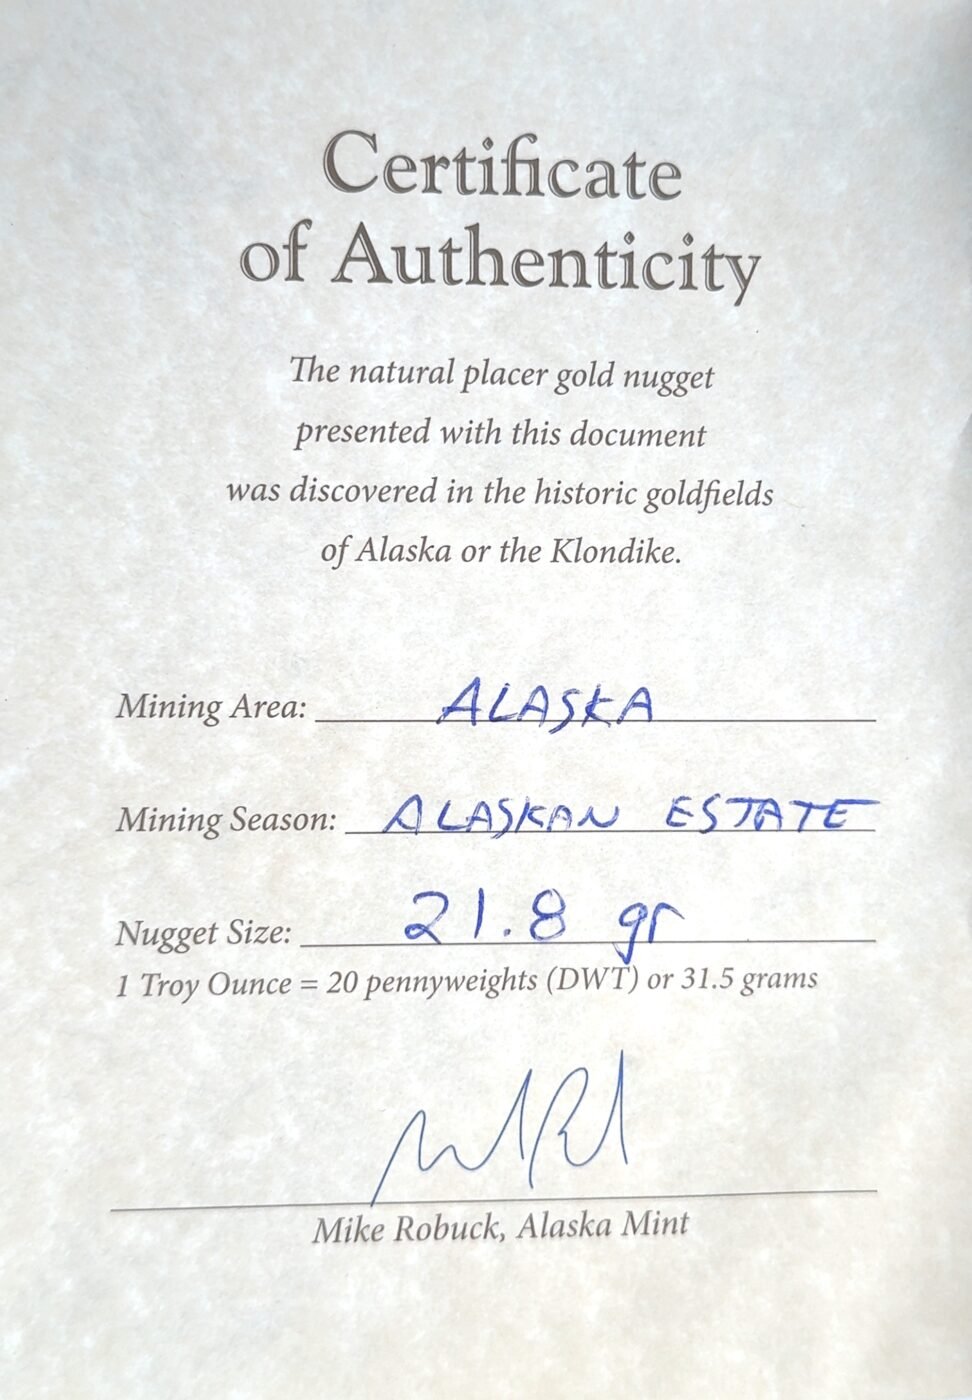 Certificate
of Authenticity
The natural placer gold nugget
presented with this document
was discovered in the historic goldfields
of Alaska or the Klondike.
Mining Area: ALASKA
Mining Season: ALASKAN ESTATE
Nugget Size: 21.8 gr
1 Troy Ounce = 20 pennyweights (DWT) or 31.5 grams
Mike Robuck, Alaska Mint